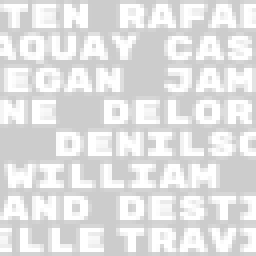 TEN RAFAE
AQUAY CAS
EGAN JAM
NE DELOR
DENILSO
WILLIAM
AND DESTI
ELLE TRAVI